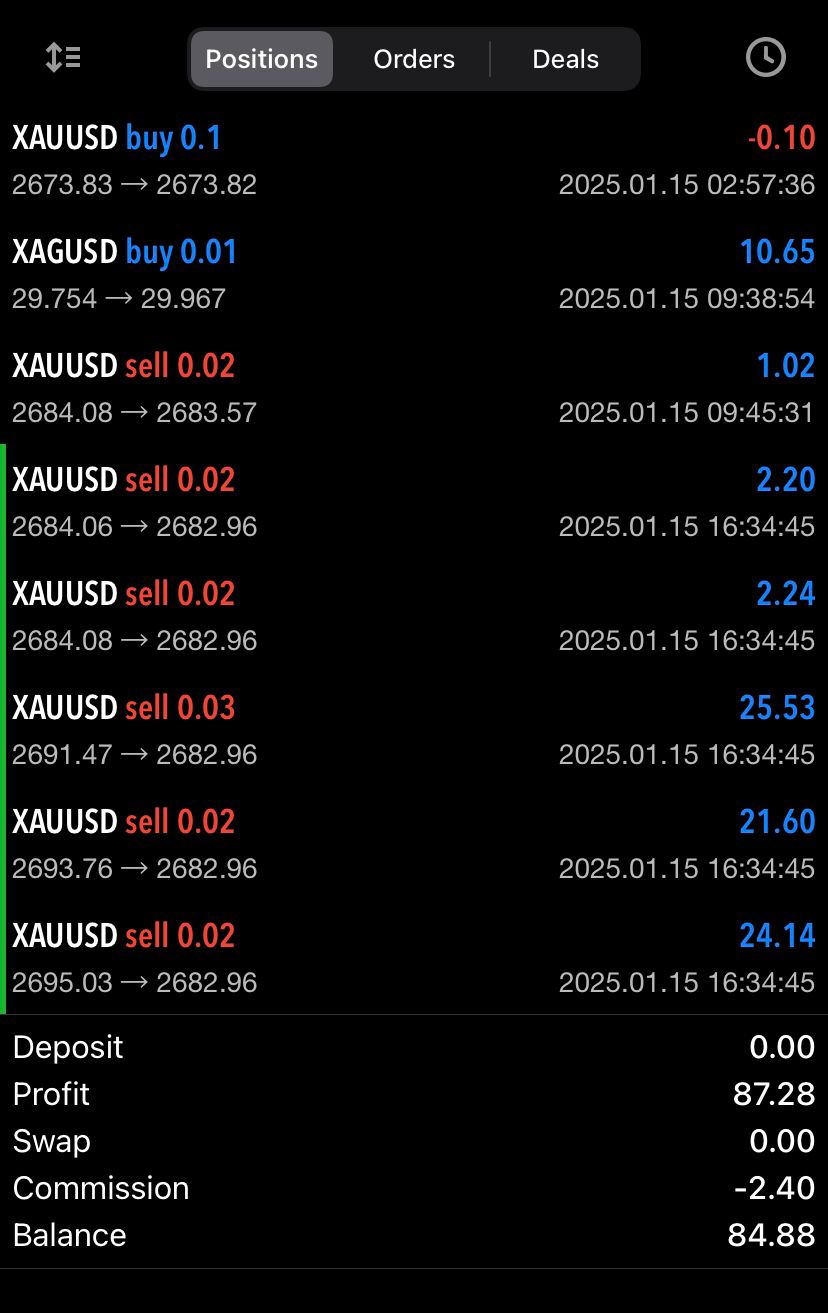 Positions Orders Deals
XAUUSD buy 0.1 -0.10
2673.83 → 2673.82 2025.01.15 02:57:36
XAGUSD buy 0.01 10.65
29.754 → 29.967 2025.01.15 09:38:54
XAUUSD sell 0.02 1.02
2684.08 → 2683.57 2025.01.15 09:45:31
XAUUSD sell 0.02 2.20
2684.06 → 2682.96 2025.01.15 16:34:45
XAUUSD sell 0.02 2.24
2684.08 → 2682.96 2025.01.15 16:34:45
XAUUSD sell 0.03 25.53
2691.47 → 2682.96 2025.01.15 16:34:45
XAUUSD sell 0.02 21.60
2693.76 → 2682.96 2025.01.15 16:34:45
XAUUSD sell 0.02 24.14
2695.03 → 2682.96 2025.01.15 16:34:45
Deposit 0.00
Profit 87.28
Swap 0.00
Commission -2.40
Balance 84.88